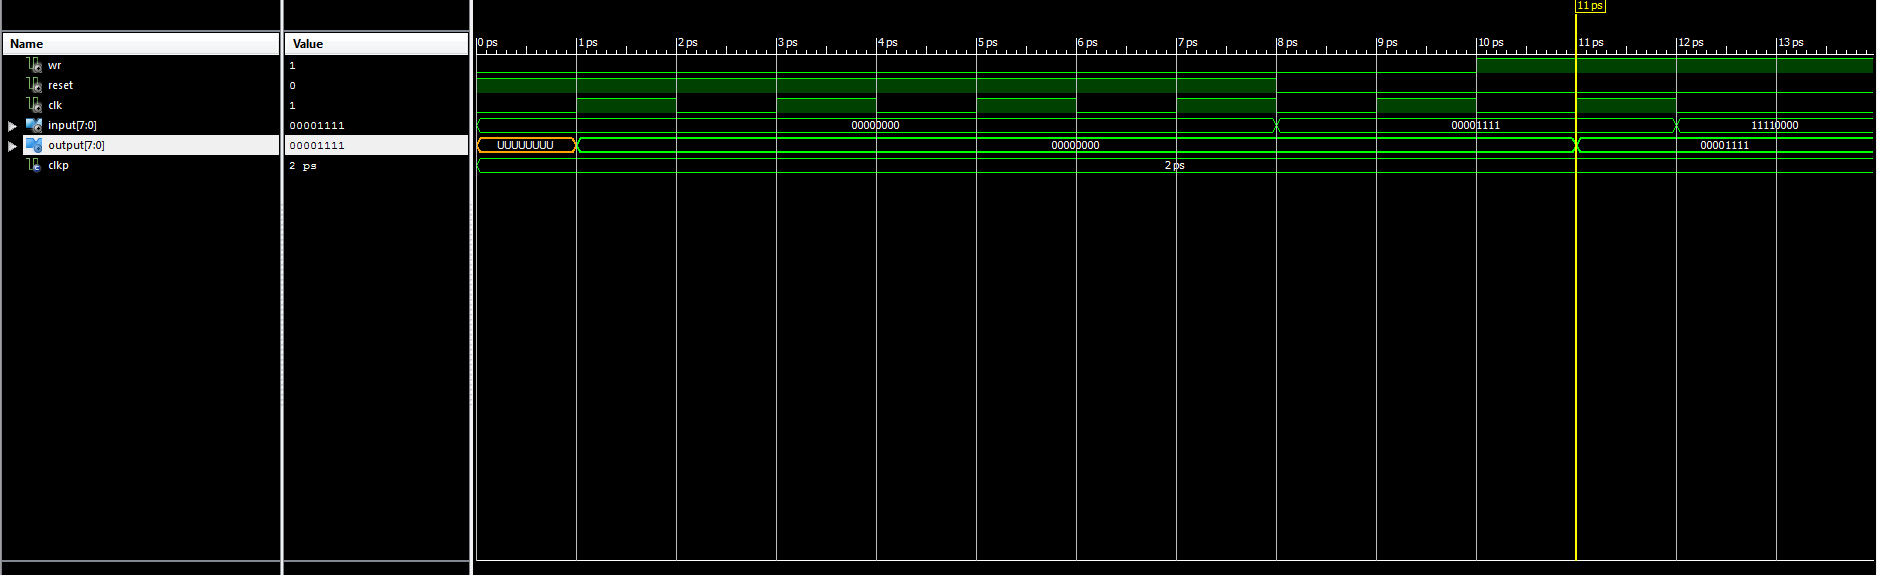 11 ps
Name Value
0 ps 1 ps 2 ps 3 ps 4 ps 5 ps 6 ps 7 ps 8 ps 9 ps 10 ps 11 ps 12 ps 13 ps
wr 1
reset 0
clk 1
input[7:0] 00001111 00000000 00001111 11110000
output[7:0] 00001111 UUUUUUUU 00000000 00001111
clkp 2 ps 2 ps